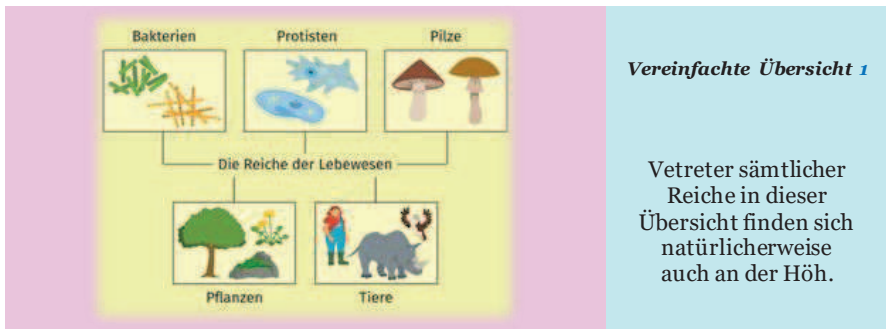 Bakterien Protisten Pilze
Die Reiche der Lebewesen
Pflanzen Tiere
Vereinfachte Übersicht 1
Vetreter sämtlicher
Reiche in dieser
Übersicht finden sich
natürlicherweise
auch an der Höh.